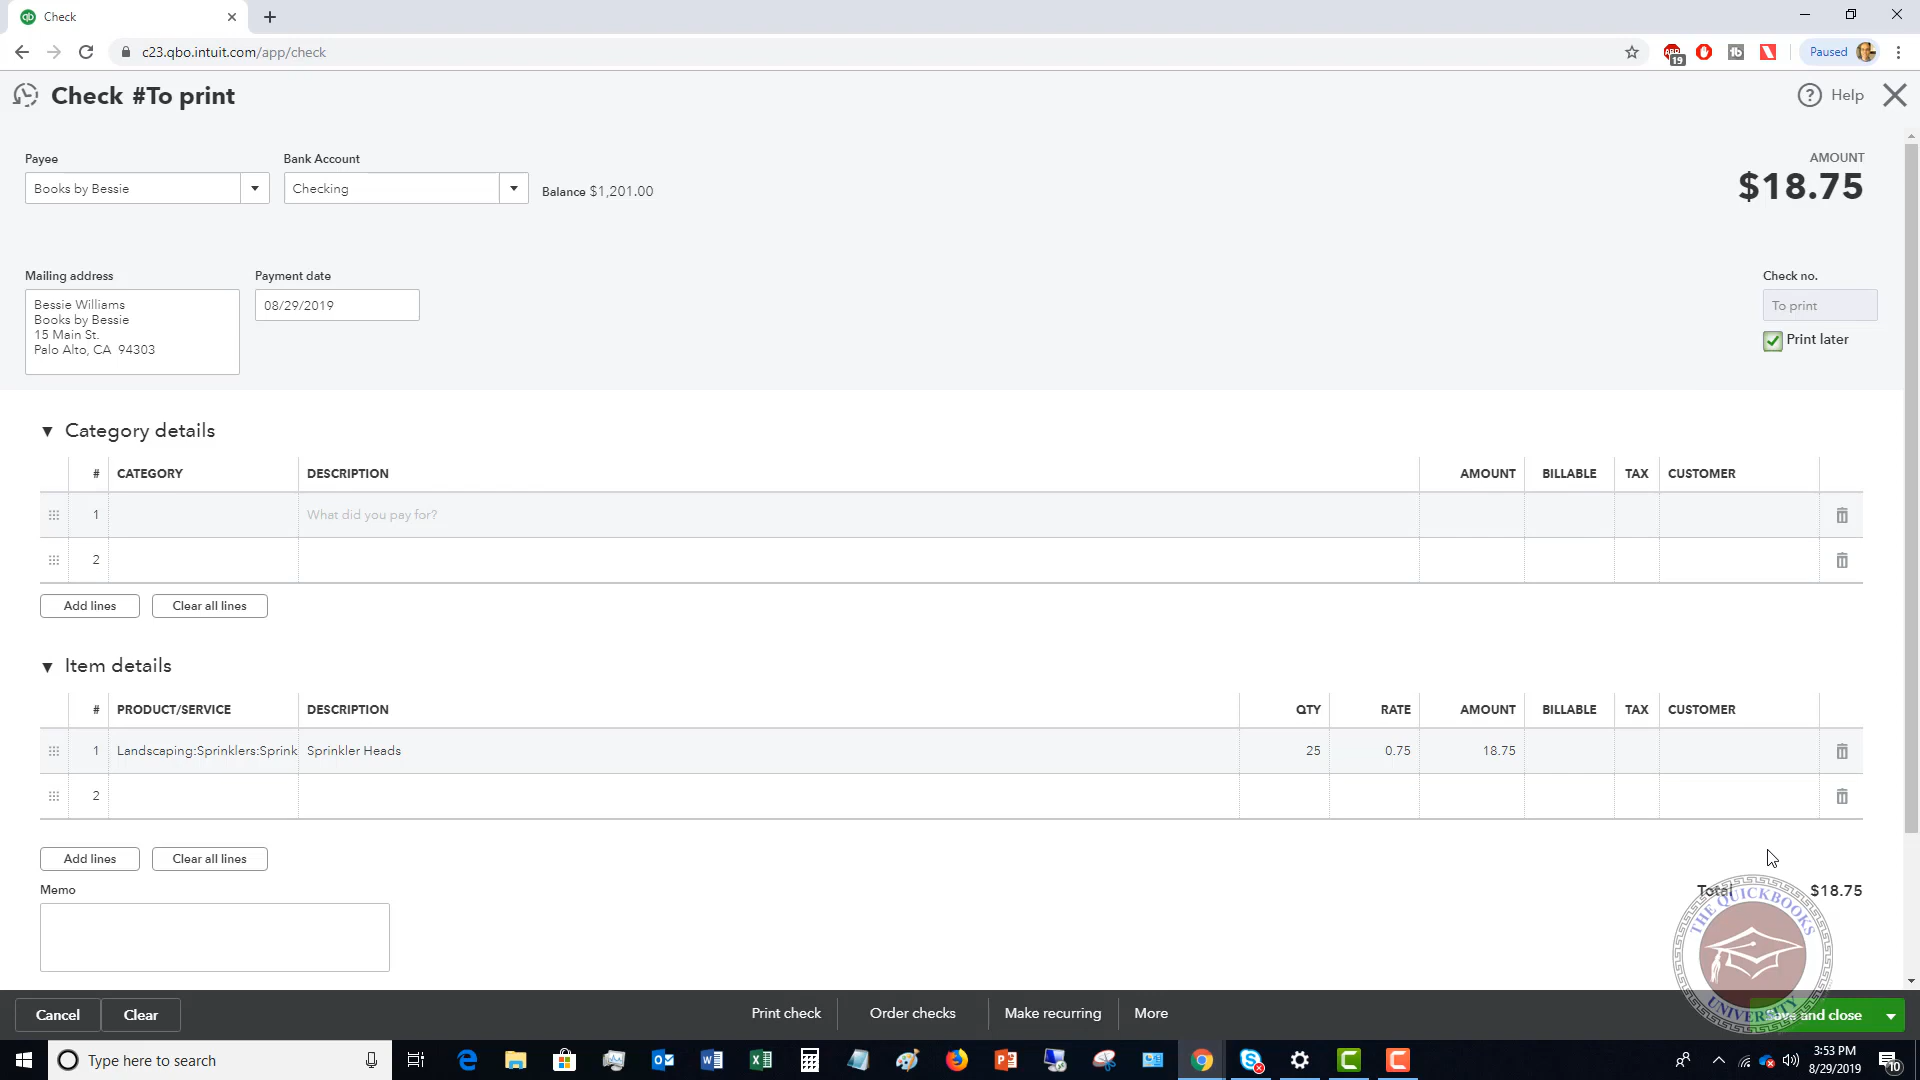 Check
c23.qbo.intuit.com/app/check
19
Paused
Check #To print
Help
Payee
Bank Account
AMOUNT
Books by Bessie
Checking
Balance $1,201.00
$18.75
Mailing address
Payment date
Check no.
Bessie Williams
Books by Bessie
15 Main St.
Palo Alto, CA 94303
08/29/2019
To print
Print later
Category details
# CATEGORY DESCRIPTION AMOUNT BILLABLE TAX CUSTOMER
1 What did you pay for?
2
Add lines Clear all lines
Item details
# PRODUCT/SERVICE DESCRIPTION QTY RATE AMOUNT BILLABLE TAX CUSTOMER
1 Landscaping:Sprinklers:Sprink Sprinkler Heads 25 0.75 18.75
2
Add lines Clear all lines
Memo
Total $18.75
THE QUICKBOOKS
UNIVERSITY
Cancel Clear Print check Order checks Make recurring More Save and close
Type here to search
3:53 PM
8/29/2019
10